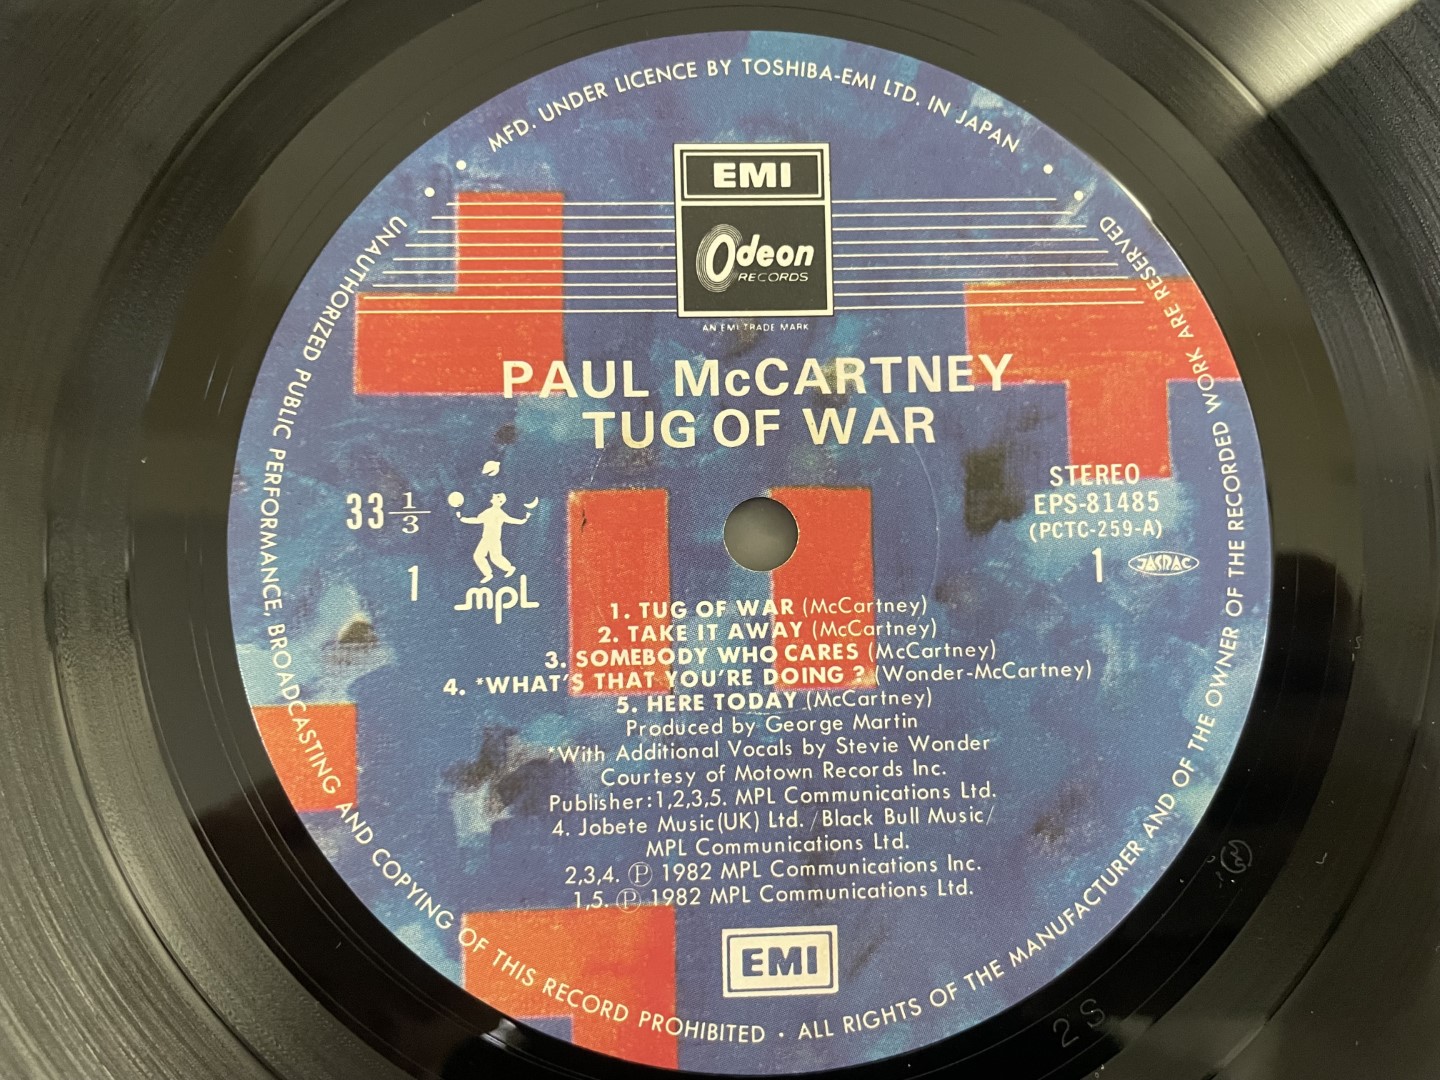 MFD. UNDER LICENCE BY TOSHIBA-EMI LTD. IN JAPAN
EMI
Odeon
RECORDS
AN EMI TRADE MARK
PAUL McCARTNEY
TUG OF WAR
33 1/3
1
mpL
STEREO
EPS-81485
(PCTC-259-A)
1 JASRAC
1. TUG OF WAR (McCartney)
2. TAKE IT AWAY (McCartney)
3. SOMEBODY WHO CARES (McCartney)
4. *WHAT'S THAT YOU'RE DOING ? (Wonder-McCartney)
5. HERE TODAY (McCartney)
Produced by George Martin
*With Additional Vocals by Stevie Wonder
Courtesy of Motown Records Inc.
Publisher:1,2,3,5. MPL Communications Ltd.
4. Jobete Music(UK) Ltd. /Black Bull Music/
MPL Communications Ltd.
2,3,4. Ⓟ 1982 MPL Communications Inc.
1,5. Ⓟ 1982 MPL Communications Ltd.
EMI
UNAUTHORIZED PUBLIC PERFORMANCE, BROADCASTING AND COPYING OF THIS RECORD PROHIBITED · ALL RIGHTS OF THE MANUFACTURER AND OF THE OWNER OF THE RECORDED WORK ARE RESERVED
2S